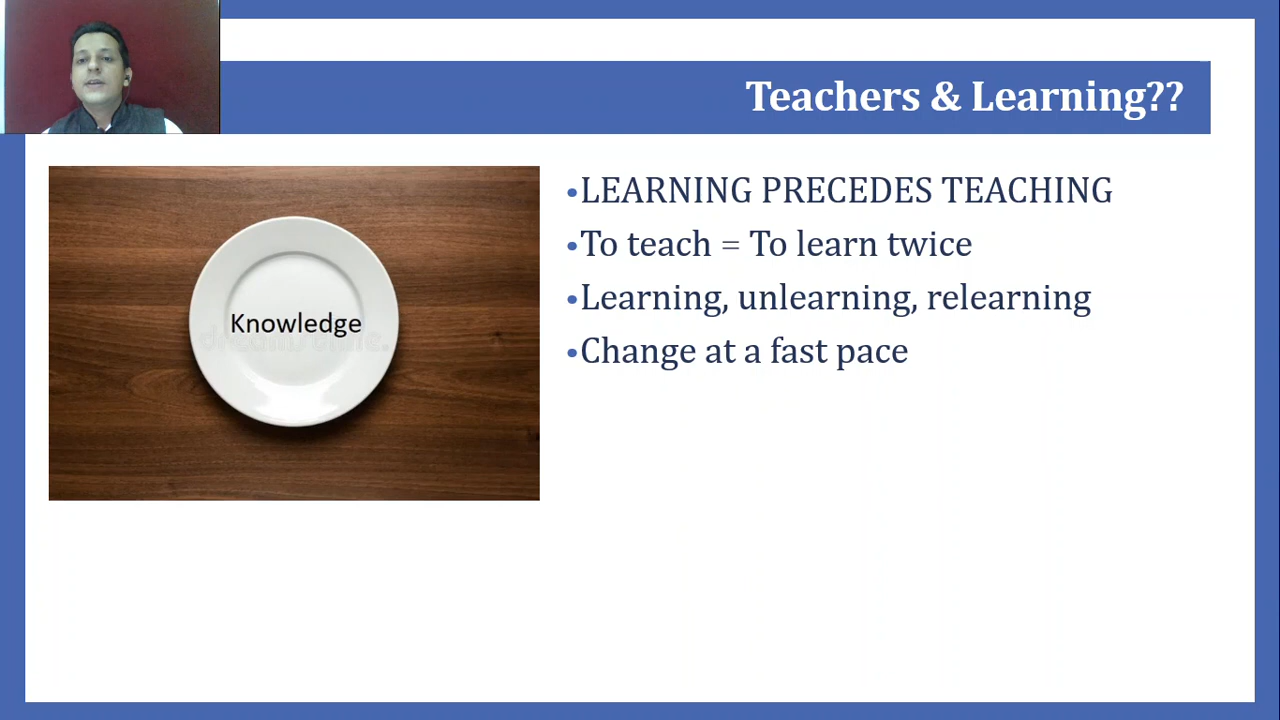 Teachers & Learning??
Knowledge
•LEARNING PRECEDES TEACHING
•To teach = To learn twice
•Learning, unlearning, relearning
•Change at a fast pace